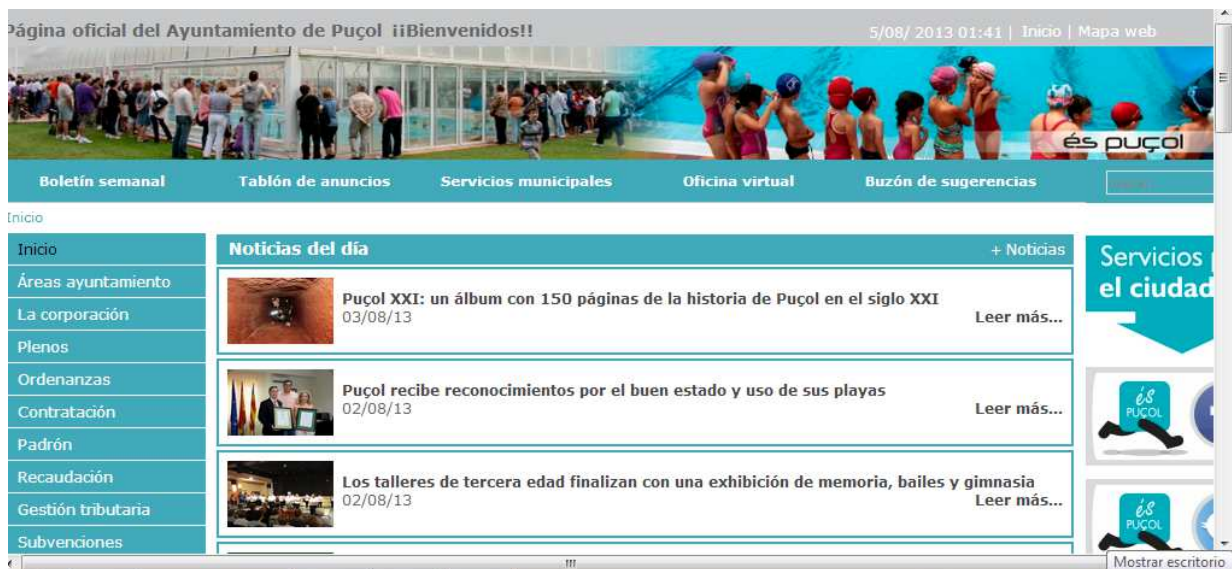 Página oficial del Ayuntamiento de Puçol ¡¡Bienvenidos!!
5/08/ 2013 01:41 | Inicio | Mapa web
és puçol
Boletín semanal Tablón de anuncios Servicios municipales Oficina virtual Buzón de sugerencias
Inicio
Inicio
Áreas ayuntamiento
La corporación
Plenos
Ordenanzas
Contratación
Padrón
Recaudación
Gestión tributaria
Subvenciones
Noticias del día + Noticias
Puçol XXI: un álbum con 150 páginas de la historia de Puçol en el siglo XXI
03/08/13 Leer más...
Puçol recibe reconocimientos por el buen estado y uso de sus playas
02/08/13 Leer más...
Los talleres de tercera edad finalizan con una exhibición de memoria, bailes y gimnasia
02/08/13 Leer más...
Servicios
el ciudad
és
PUÇOL
és
PUÇOL
Mostrar escritorio